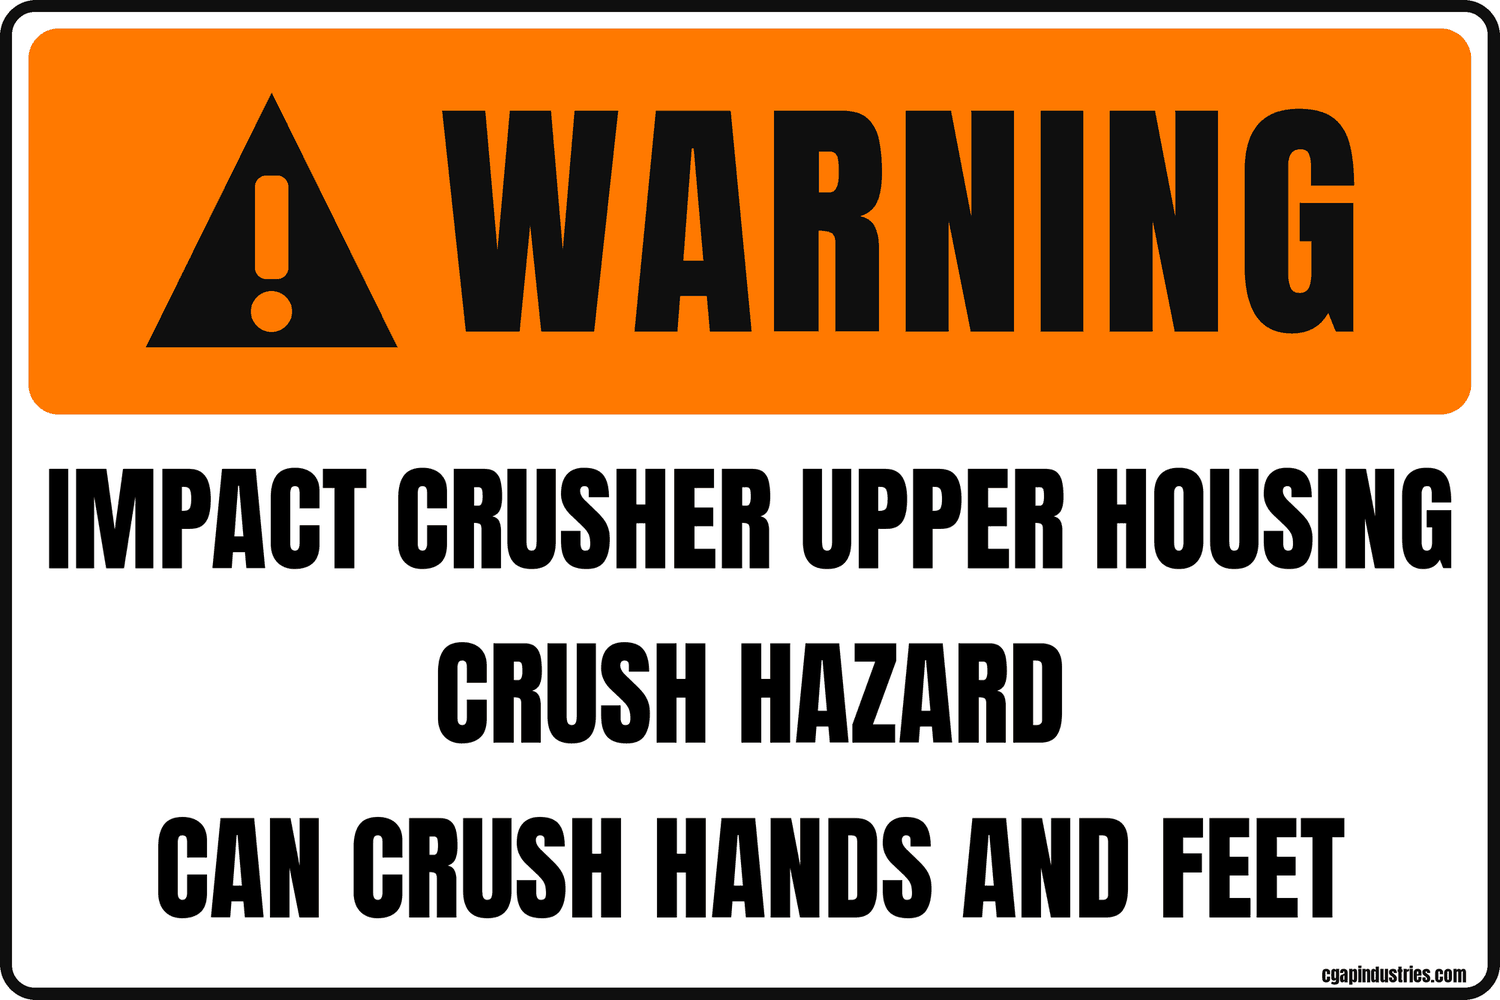 WARNING
IMPACT CRUSHER UPPER HOUSING
CRUSH HAZARD
CAN CRUSH HANDS AND FEET
cgapindustries.com